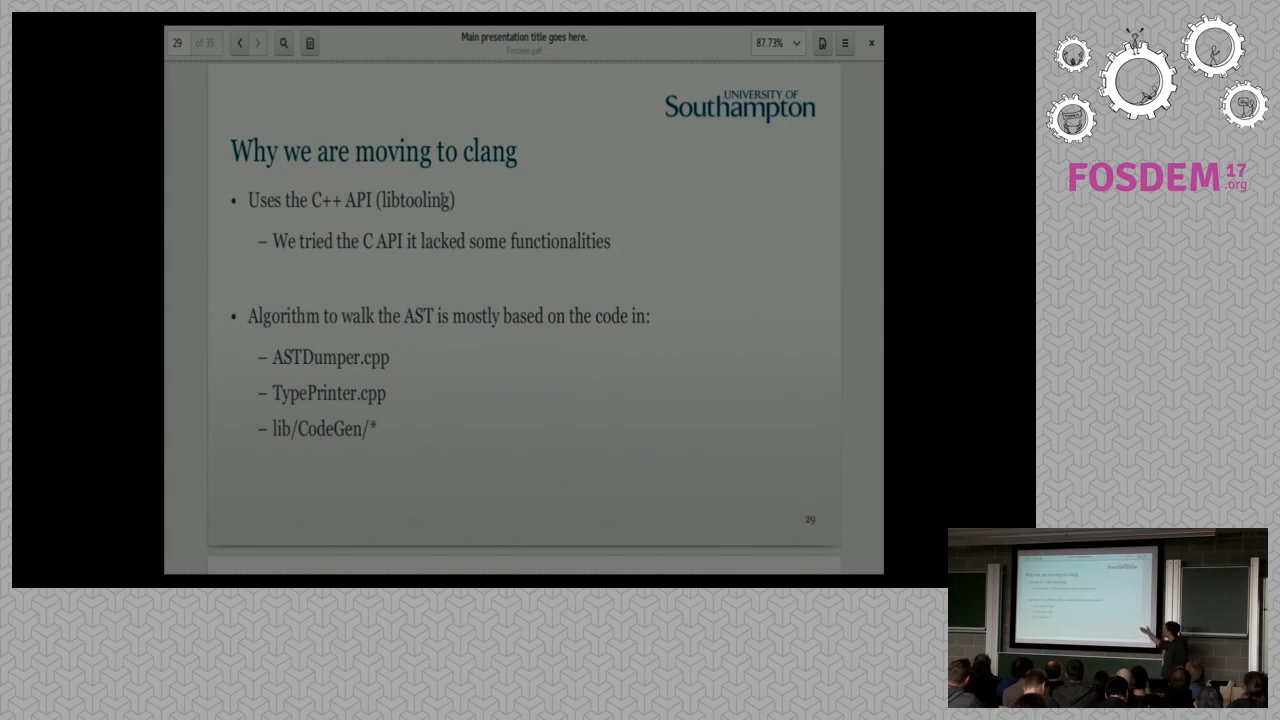 29 of 35
Main presentation title goes here.
Fosdem.pdf
87.73%
UNIVERSITY OF
Southampton
Why we are moving to clang
• Uses the C++ API (libtooling)
– We tried the C API it lacked some functionalities
• Algorithm to walk the AST is mostly based on the code in:
– ASTDumper.cpp
– TypePrinter.cpp
– lib/CodeGen/*
29
FOSDEM 17
.org